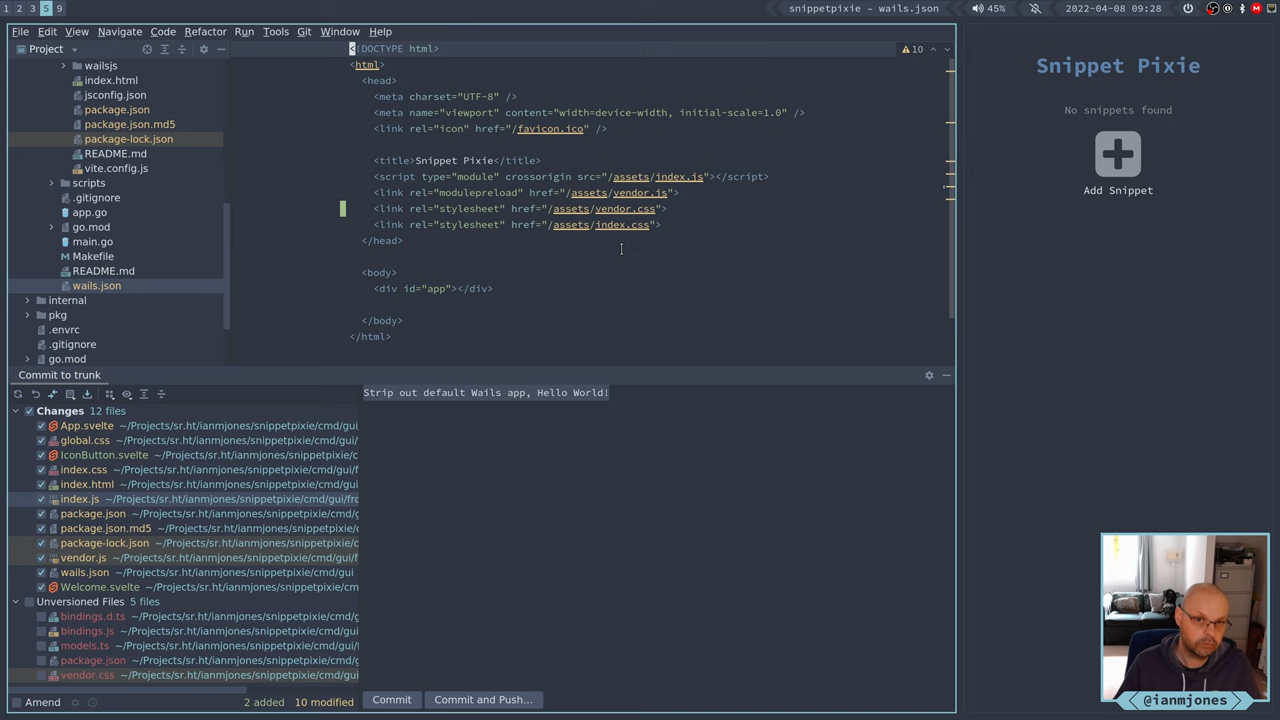 1 2 3 5 9
snippetpixie – wails.json
45%
2022-04-08 09:28
File Edit View Navigate Code Refactor Run Tools Git Window Help
Project
wailsjs
index.html
jsconfig.json
package.json
package.json.md5
package-lock.json
README.md
vite.config.js
scripts
.gitignore
app.go
go.mod
main.go
Makefile
README.md
wails.json
internal
pkg
.envrc
.gitignore
go.mod
10
<!DOCTYPE html>
<html>
<head>
<meta charset="UTF-8" />
<meta name="viewport" content="width=device-width, initial-scale=1.0" />
<link rel="icon" href="/favicon.ico" />
<title>Snippet Pixie</title>
<script type="module" crossorigin src="/assets/index.js"></script>
<link rel="modulepreload" href="/assets/vendor.js">
<link rel="stylesheet" href="/assets/vendor.css">
<link rel="stylesheet" href="/assets/index.css">
</head>
<body>
<div id="app"></div>
</body>
</html>
Snippet Pixie
No snippets found
Add Snippet
Commit to trunk
Changes 12 files
App.svelte ~/Projects/sr.ht/ianmjones/snippetpixie/cmd/gui
global.css ~/Projects/sr.ht/ianmjones/snippetpixie/cmd/gui/
IconButton.svelte ~/Projects/sr.ht/ianmjones/snippetpixie/
index.css ~/Projects/sr.ht/ianmjones/snippetpixie/cmd/gui/f
index.html ~/Projects/sr.ht/ianmjones/snippetpixie/cmd/gui/
index.js ~/Projects/sr.ht/ianmjones/snippetpixie/cmd/gui/fro
package.json ~/Projects/sr.ht/ianmjones/snippetpixie/cmd/
package.json.md5 ~/Projects/sr.ht/ianmjones/snippetpixie/
package-lock.json ~/Projects/sr.ht/ianmjones/snippetpixie/
vendor.js ~/Projects/sr.ht/ianmjones/snippetpixie/cmd/gui/f
wails.json ~/Projects/sr.ht/ianmjones/snippetpixie/cmd/gui
Welcome.svelte ~/Projects/sr.ht/ianmjones/snippetpixie/cm
Unversioned Files 5 files
bindings.d.ts ~/Projects/sr.ht/ianmjones/snippetpixie/cmd/
bindings.js ~/Projects/sr.ht/ianmjones/snippetpixie/cmd/gui
models.ts ~/Projects/sr.ht/ianmjones/snippetpixie/cmd/gui
package.json ~/Projects/sr.ht/ianmjones/snippetpixie/cmd/
vendor.css ~/Projects/sr.ht/ianmjones/snippetpixie/cmd/gui
Strip out default Wails app, Hello World!
Amend
2 added 10 modified
Commit
Commit and Push...
@ianmjones